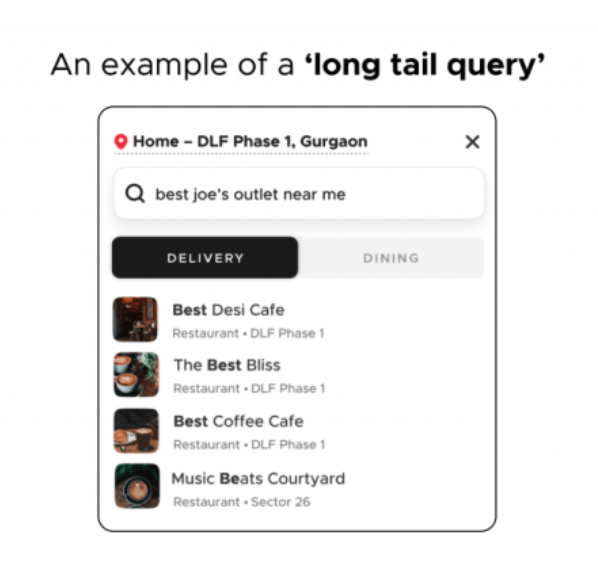 An example of a ‘long tail query’
Home – DLF Phase 1, Gurgaon
best joe's outlet near me
DELIVERY DINING
Best Desi Cafe
Restaurant • DLF Phase 1
The Best Bliss
Restaurant • DLF Phase 1
Best Coffee Cafe
Restaurant • DLF Phase 1
Music Beats Courtyard
Restaurant • Sector 26